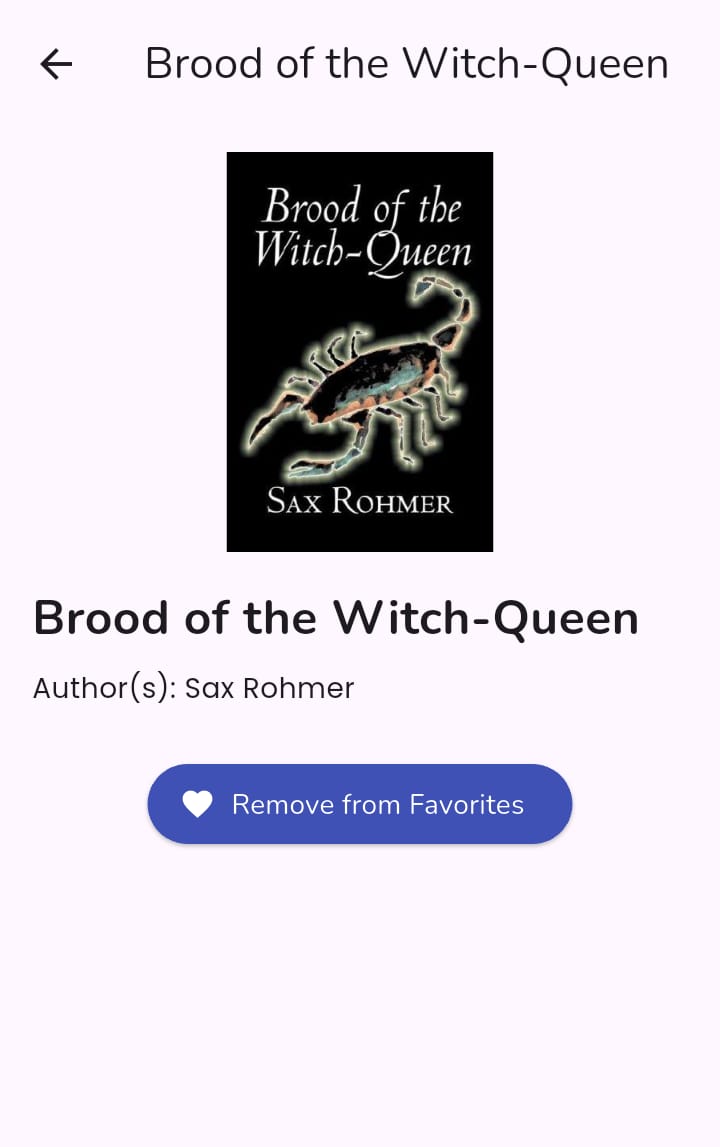 Brood of the Witch-Queen
Brood of the
Witch-Queen
SAX ROHMER
Brood of the Witch-Queen
Author(s): Sax Rohmer
Remove from Favorites